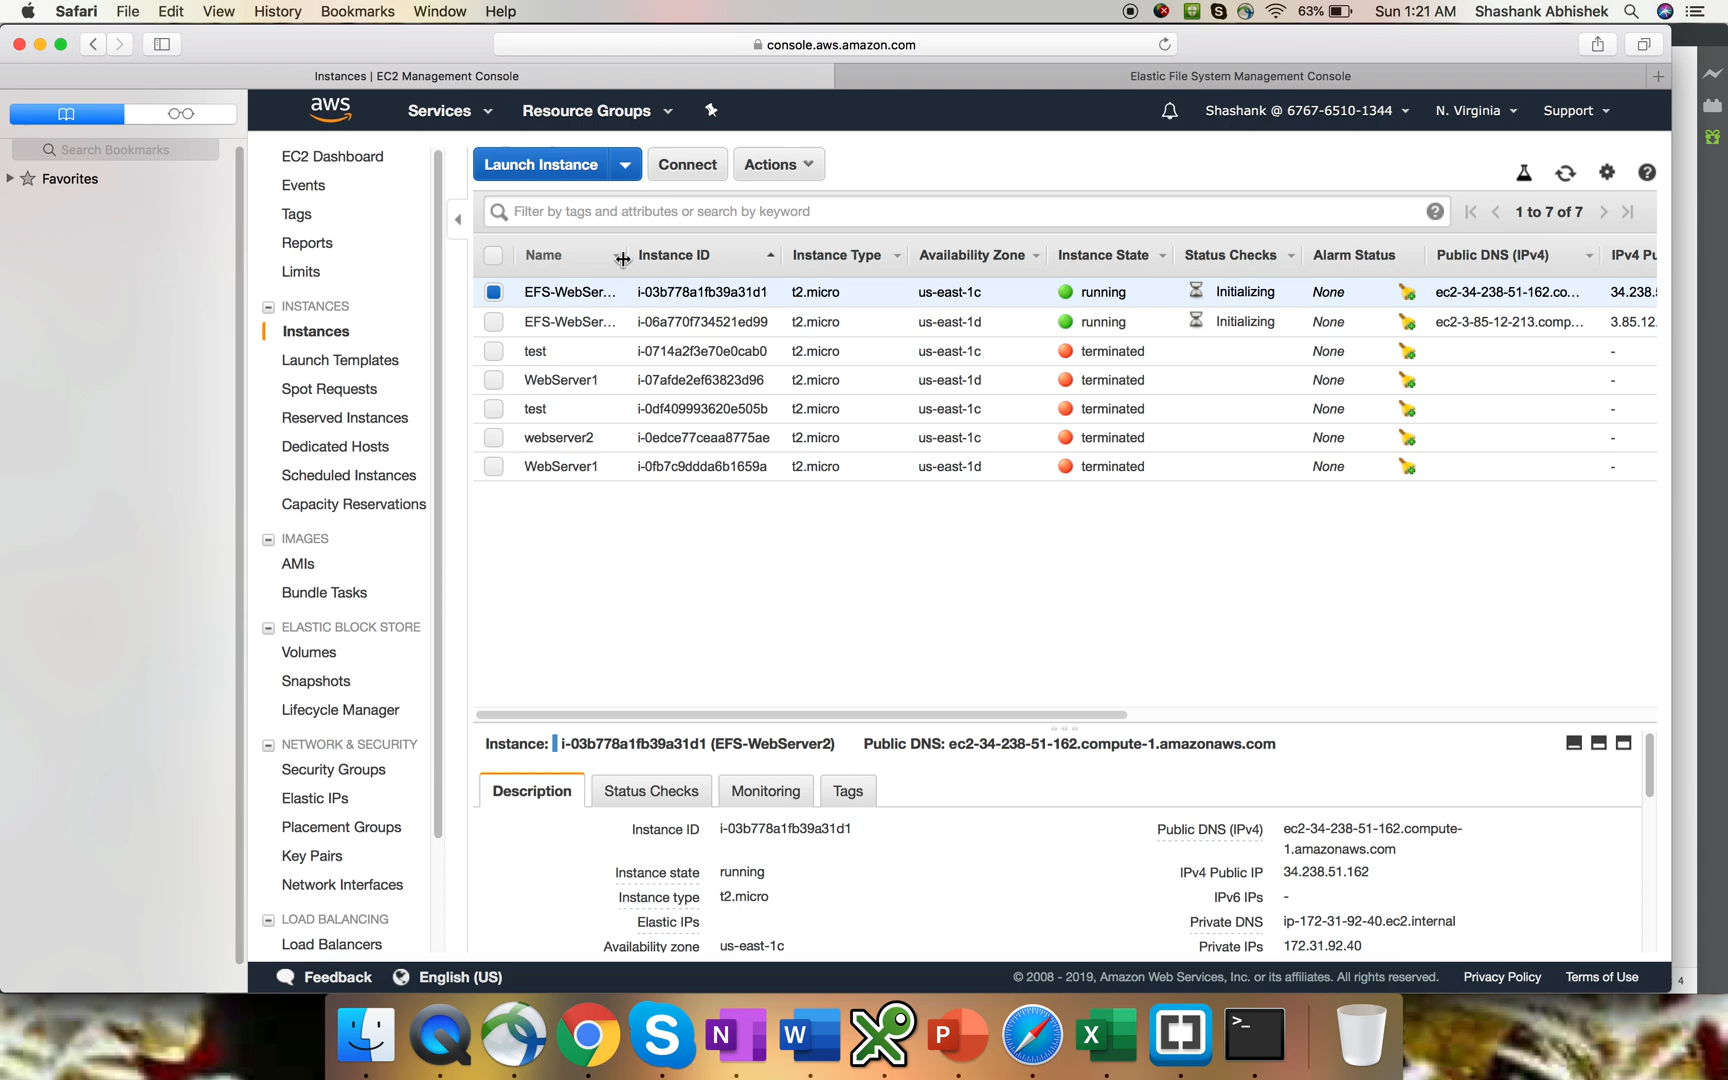 Safari File Edit View History Bookmarks Window Help 63% Sun 1:21 AM Shashank Abhishek
console.aws.amazon.com
Instances | EC2 Management Console Elastic File System Management Console
aws Services Resource Groups Shashank @ 6767-6510-1344 N. Virginia Support
Search Bookmarks
Favorites
EC2 Dashboard
Events
Tags
Reports
Limits
INSTANCES
Instances
Launch Templates
Spot Requests
Reserved Instances
Dedicated Hosts
Scheduled Instances
Capacity Reservations
IMAGES
AMIs
Bundle Tasks
ELASTIC BLOCK STORE
Volumes
Snapshots
Lifecycle Manager
NETWORK & SECURITY
Security Groups
Elastic IPs
Placement Groups
Key Pairs
Network Interfaces
LOAD BALANCING
Load Balancers
Launch Instance Connect Actions
Filter by tags and attributes or search by keyword 1 to 7 of 7
Name Instance ID Instance Type Availability Zone Instance State Status Checks Alarm Status Public DNS (IPv4) IPv4 Pu
EFS-WebSer... i-03b778a1fb39a31d1 t2.micro us-east-1c running Initializing None ec2-34-238-51-162.co... 34.238.
EFS-WebSer... i-06a770f734521ed99 t2.micro us-east-1d running Initializing None ec2-3-85-12-213.comp... 3.85.12.
test i-0714a2f3e70e0cab0 t2.micro us-east-1c terminated None -
WebServer1 i-07afde2ef63823d96 t2.micro us-east-1d terminated None -
test i-0df409993620e505b t2.micro us-east-1c terminated None -
webserver2 i-0edce77ceaa8775ae t2.micro us-east-1c terminated None -
WebServer1 i-0fb7c9ddda6b1659a t2.micro us-east-1d terminated None -
Instance: i-03b778a1fb39a31d1 (EFS-WebServer2) Public DNS: ec2-34-238-51-162.compute-1.amazonaws.com
Description Status Checks Monitoring Tags
Instance ID i-03b778a1fb39a31d1 Public DNS (IPv4) ec2-34-238-51-162.compute-
1.amazonaws.com
Instance state running IPv4 Public IP 34.238.51.162
Instance type t2.micro IPv6 IPs -
Elastic IPs Private DNS ip-172-31-92-40.ec2.internal
Availability zone us-east-1c Private IPs 172.31.92.40
Feedback English (US) © 2008 - 2019, Amazon Web Services, Inc. or its affiliates. All rights reserved. Privacy Policy Terms of Use
4
S N W X P X >_